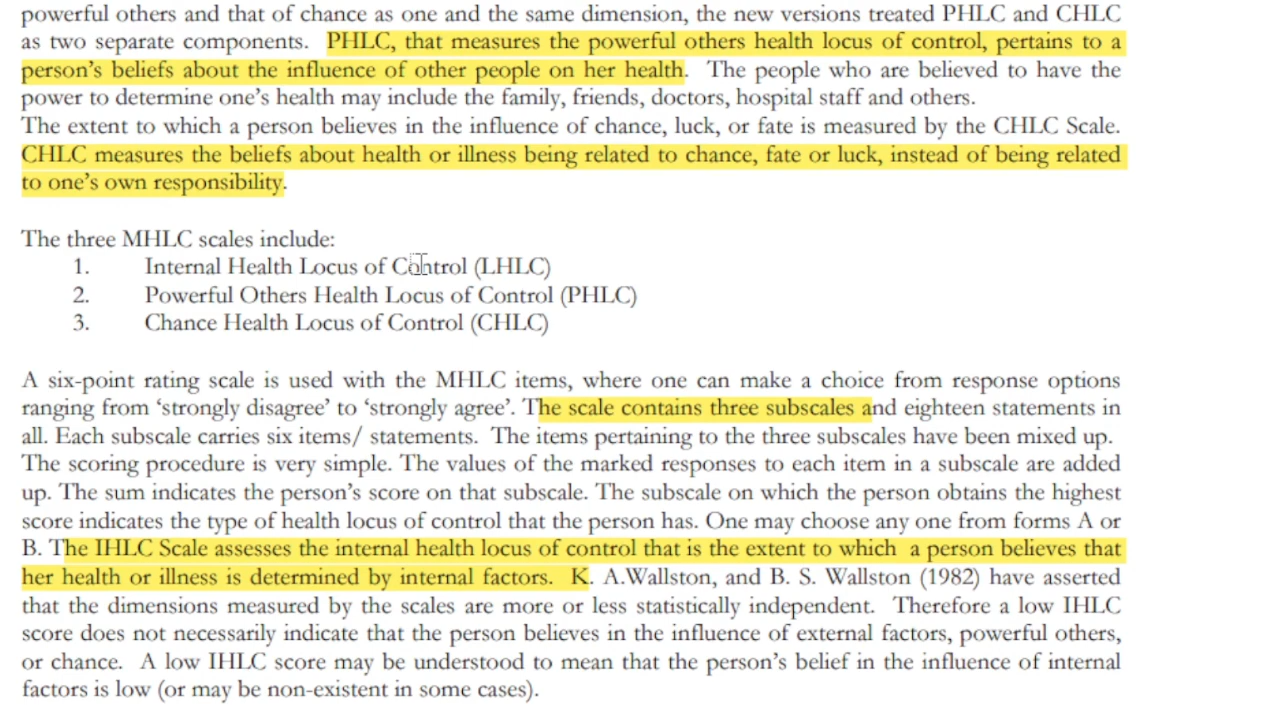 powerful others and that of chance as one and the same dimension, the new versions treated PHLC and CHLC
as two separate components. PHLC, that measures the powerful others health locus of control, pertains to a
person's beliefs about the influence of other people on her health. The people who are believed to have the
power to determine one's health may include the family, friends, doctors, hospital staff and others.
The extent to which a person believes in the influence of chance, luck, or fate is measured by the CHLC Scale.
CHLC measures the beliefs about health or illness being related to chance, fate or luck, instead of being related
to one's own responsibility.
The three MHLC scales include:
1. Internal Health Locus of Control (LHLC)
2. Powerful Others Health Locus of Control (PHLC)
3. Chance Health Locus of Control (CHLC)
A six-point rating scale is used with the MHLC items, where one can make a choice from response options
ranging from 'strongly disagree' to 'strongly agree'. The scale contains three subscales and eighteen statements in
all. Each subscale carries six items/ statements. The items pertaining to the three subscales have been mixed up.
The scoring procedure is very simple. The values of the marked responses to each item in a subscale are added
up. The sum indicates the person's score on that subscale. The subscale on which the person obtains the highest
score indicates the type of health locus of control that the person has. One may choose any one from forms A or
B. The IHLC Scale assesses the internal health locus of control that is the extent to which a person believes that
her health or illness is determined by internal factors. K. A.Wallston, and B. S. Wallston (1982) have asserted
that the dimensions measured by the scales are more or less statistically independent. Therefore a low IHLC
score does not necessarily indicate that the person believes in the influence of external factors, powerful others,
or chance. A low IHLC score may be understood to mean that the person's belief in the influence of internal
factors is low (or may be non-existent in some cases).